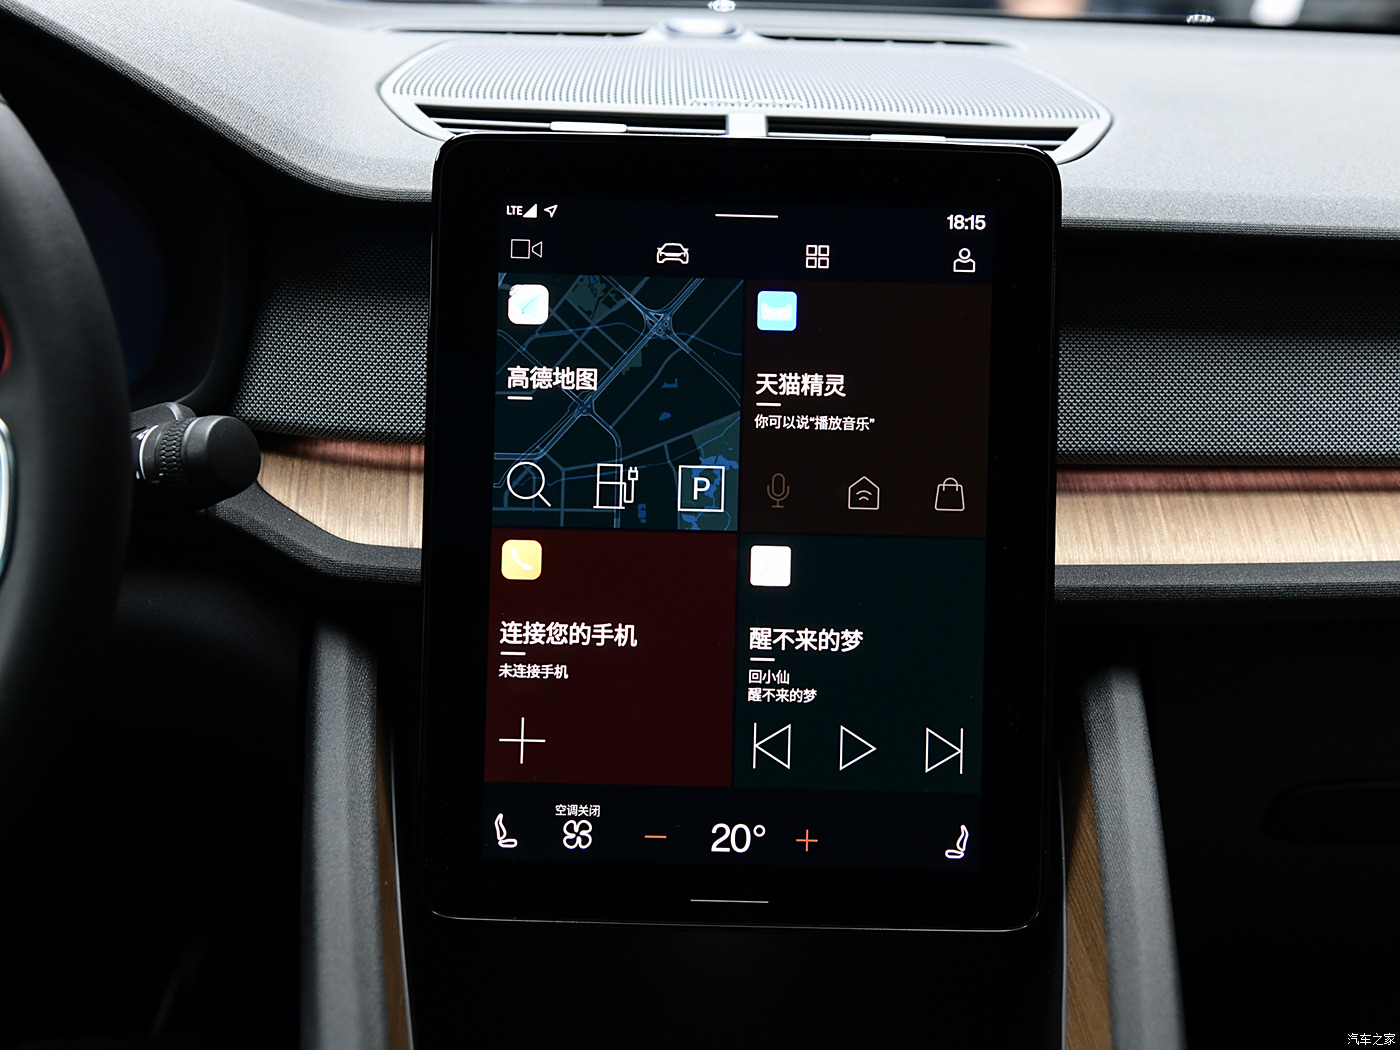 LTE
18:15
高德地图
天猫精灵
你可以说“播放音乐”
P
连接您的手机
未连接手机
醒不来的梦
回小仙
醒不来的梦
空调关闭
20°
汽车之家